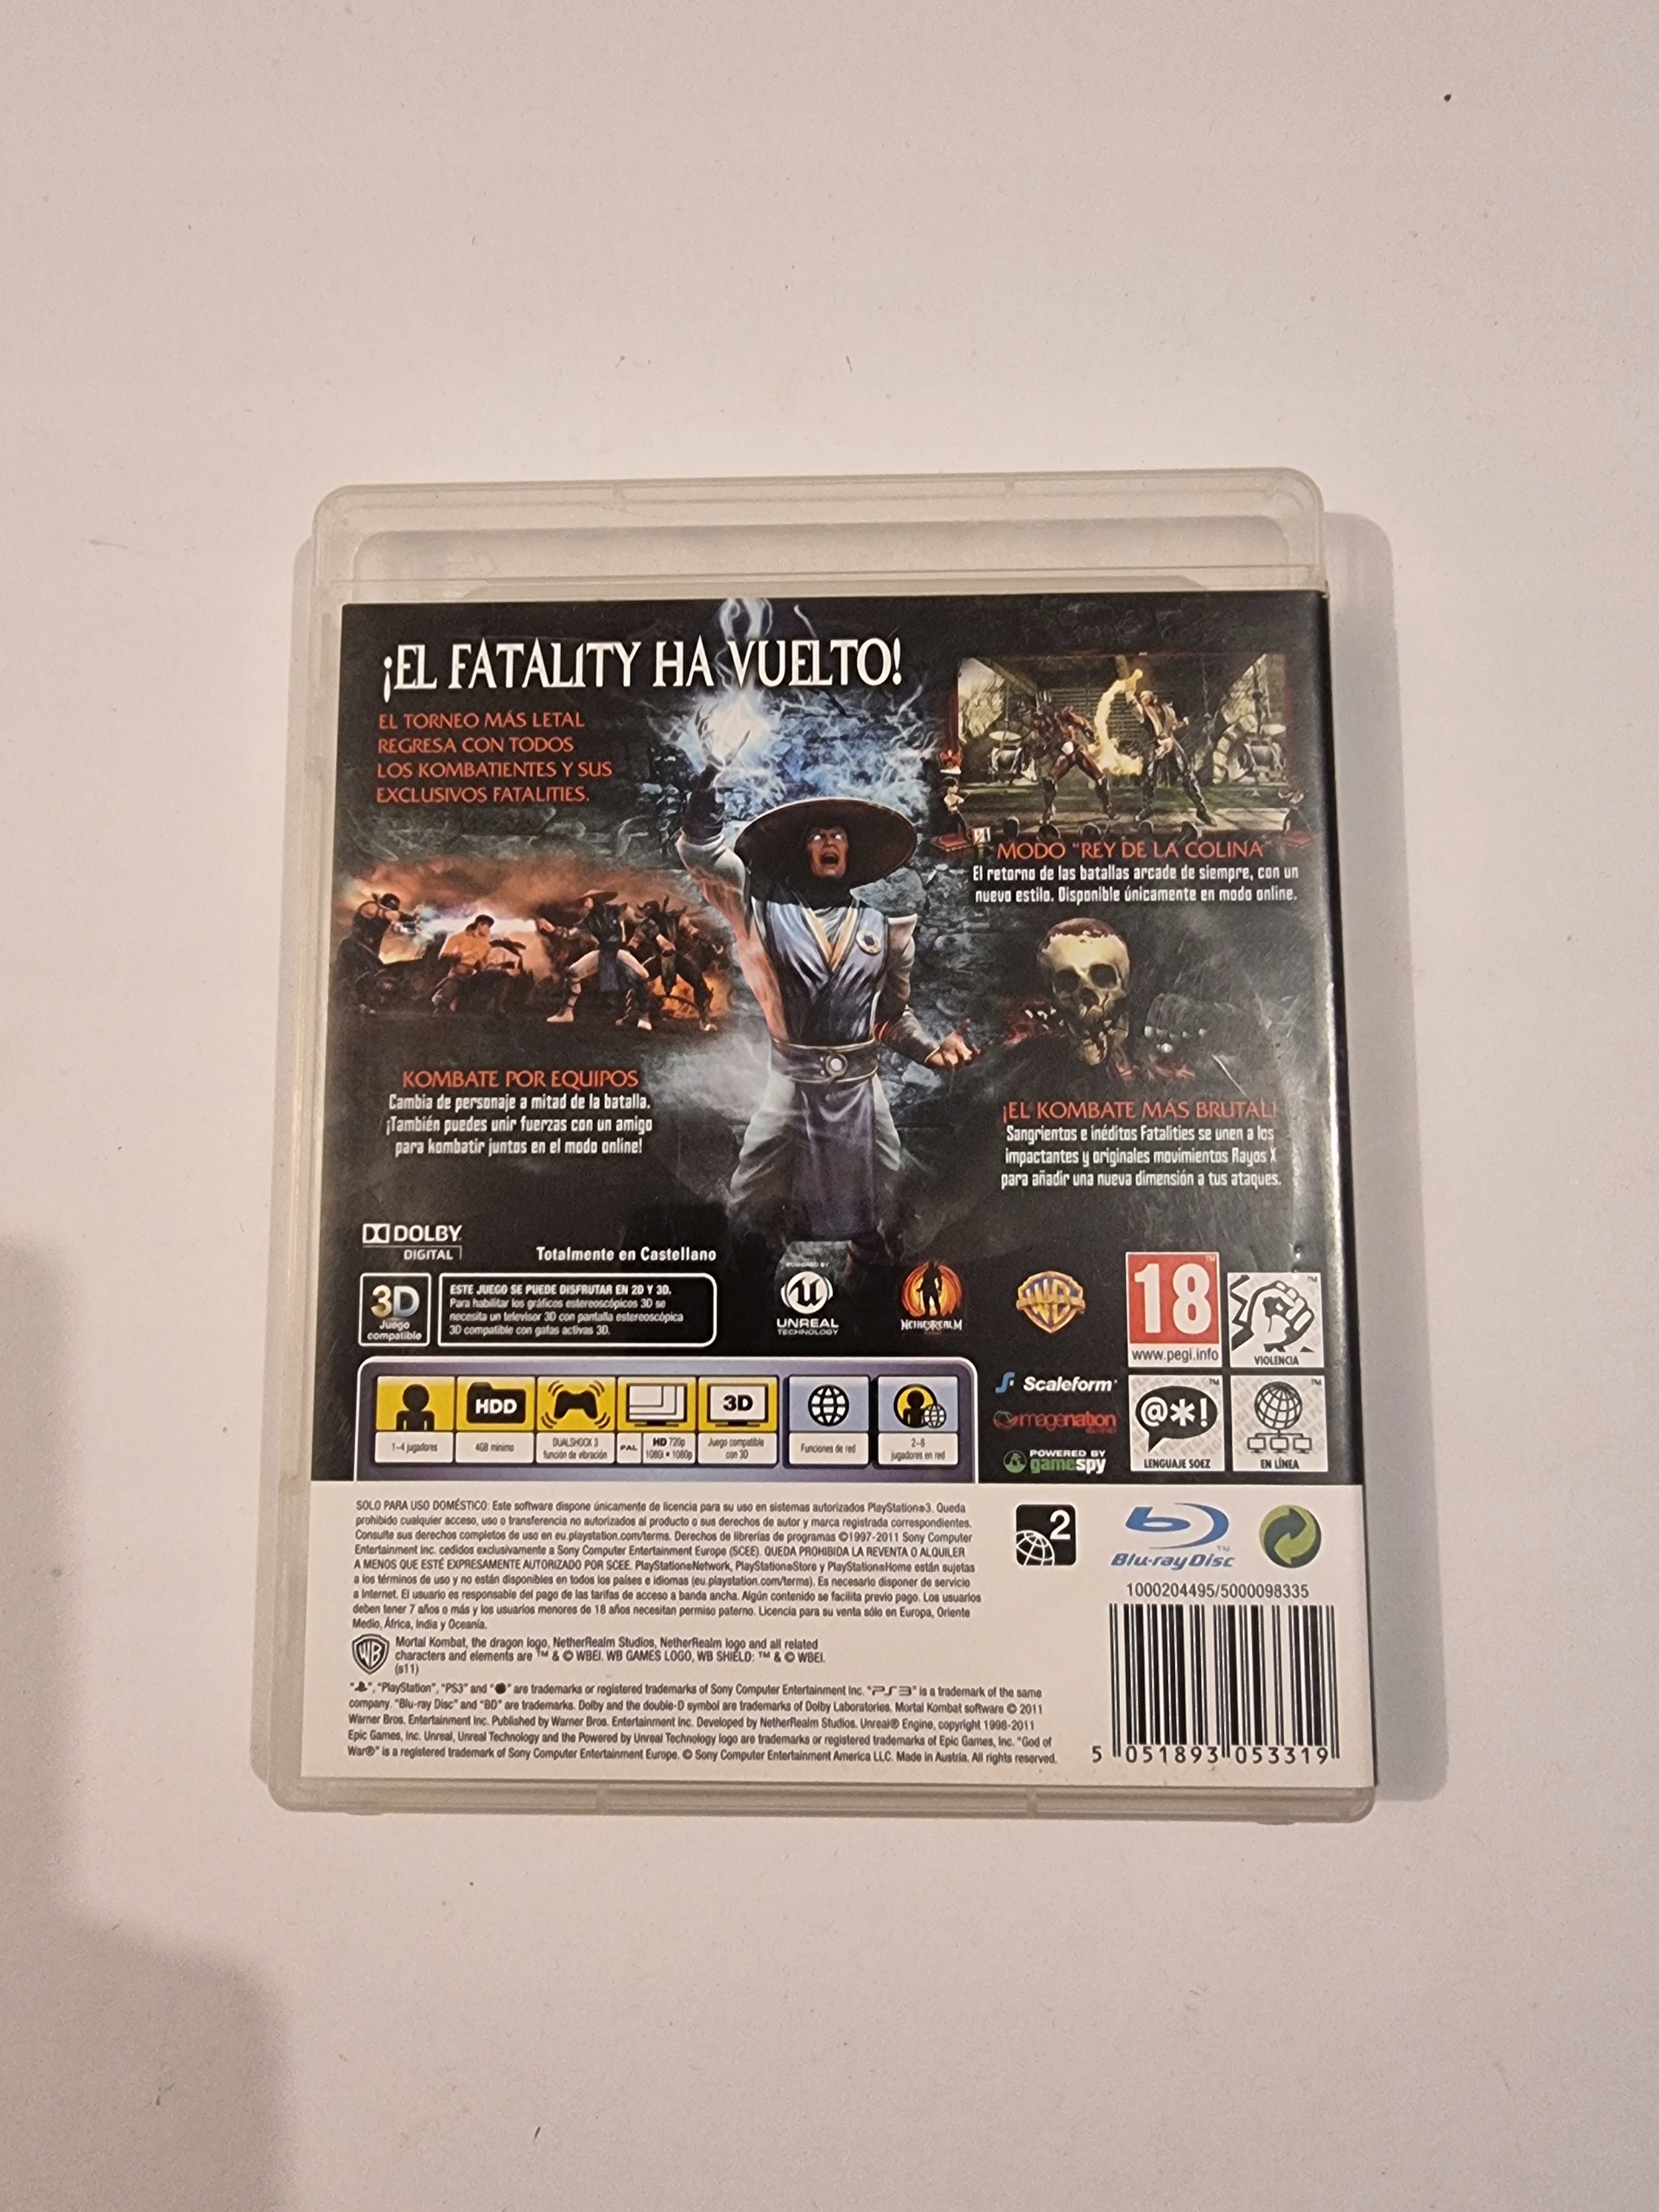 ¡EL FATALITY HA VUELTO!
EL TORNEO MÁS LETAL
REGRESA CON TODOS
LOS KOMBATIENTES Y SUS
EXCLUSIVOS FATALITIES.
MODO "REY DE LA COLINA"
El retorno de las batallas arcade de siempre, con un
nuevo estilo. Disponible únicamente en modo online.
KOMBATE POR EQUIPOS
Cambia de personaje a mitad de la batalla.
¡También puedes unir fuerzas con un amigo
para kombatir juntos en el modo online!
¡EL KOMBATE MÁS BRUTAL!
Sangrientos e inéditos Fatalities se unen a los
impactantes y originales movimientos Rayos X
para añadir una nueva dimensión a tus ataques.
DOLBY
DIGITAL
Totalmente en Castellano
3D
Juego
compatible
ESTE JUEGO SE PUEDE DISFRUTAR EN 2D Y 3D.
Para habilitar los gráficos estereoscópicos 3D se
necesita un televisor 3D con pantalla estereoscópica
3D compatible con gafas activas 3D.
POWERED BY
UNREAL
TECHNOLOGY
NETHERREALM
WB
18
www.pegi.info
VIOLENCIA
HDD
3D
1-4 jugadores
4GB mínimo
DUALSHOCK 3
función de vibración
PAL
HD 720p
1080i • 1080p
Juego compatible
con 3D
Funciones de red
2-8
jugadores en red
Scaleform
imagenation
POWERED BY
gamespy
@*!
LENGUAJE SOEZ
EN LÍNEA
SOLO PARA USO DOMÉSTICO: Este software dispone únicamente de licencia para su uso en sistemas autorizados PlayStation®3. Queda
prohibido cualquier acceso, uso o transferencia no autorizados al producto o sus derechos de autor y marca registrada correspondientes.
Consulte sus derechos completos de uso en eu.playstation.com/terms. Derechos de librerías de programas ©1997-2011 Sony Computer
Entertainment Inc. cedidos exclusivamente a Sony Computer Entertainment Europe (SCEE). QUEDA PROHIBIDA LA REVENTA O ALQUILER
A MENOS QUE ESTÉ EXPRESAMENTE AUTORIZADO POR SCEE. PlayStation®Network, PlayStation®Store y PlayStation®Home están sujetas
a los términos de uso y no están disponibles en todos los países e idiomas (eu.playstation.com/terms). Es necesario disponer de servicio
a Internet. El usuario es responsable del pago de las tarifas de acceso a banda ancha. Algún contenido se facilita previo pago. Los usuarios
deben tener 7 años o más y los usuarios menores de 18 años necesitan permiso paterno. Licencia para su venta sólo en Europa, Oriente
Medio, África, India y Oceanía.
WB
Mortal Kombat, the dragon logo, NetherRealm Studios, NetherRealm logo and all related
characters and elements are ™ & © WBEI. WB GAMES LOGO, WB SHIELD: ™ & © WBEI.
(s11)
"", "PlayStation", "PS3" and "" are trademarks or registered trademarks of Sony Computer Entertainment Inc. "PS3" is a trademark of the same
company. "Blu-ray Disc" and "BD" are trademarks. Dolby and the double-D symbol are trademarks of Dolby Laboratories. Mortal Kombat software © 2011
Warner Bros. Entertainment Inc. Published by Warner Bros. Entertainment Inc. Developed by NetherRealm Studios. Unreal® Engine, copyright 1998-2011
Epic Games, Inc. Unreal, Unreal Technology and the Powered by Unreal Technology logo are trademarks or registered trademarks of Epic Games, Inc. "God of
War®" is a registered trademark of Sony Computer Entertainment Europe. © Sony Computer Entertainment America LLC. Made in Austria. All rights reserved.
2
Blu-ray Disc
1000204495/5000098335
5 051893 053319